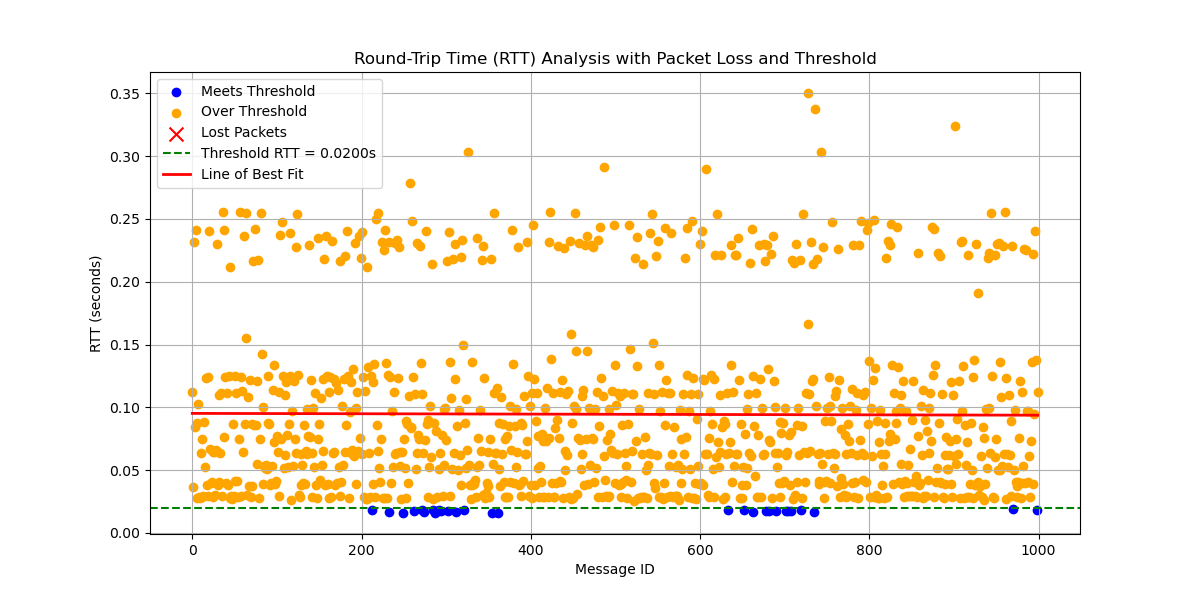 Round-Trip Time (RTT) Analysis with Packet Loss and Threshold
Meets Threshold
Over Threshold
Lost Packets
Threshold RTT = 0.0200s
Line of Best Fit
RTT (seconds)
0.35
0.30
0.25
0.20
0.15
0.10
0.05
0.00
0 200 400 600 800 1000
Message ID